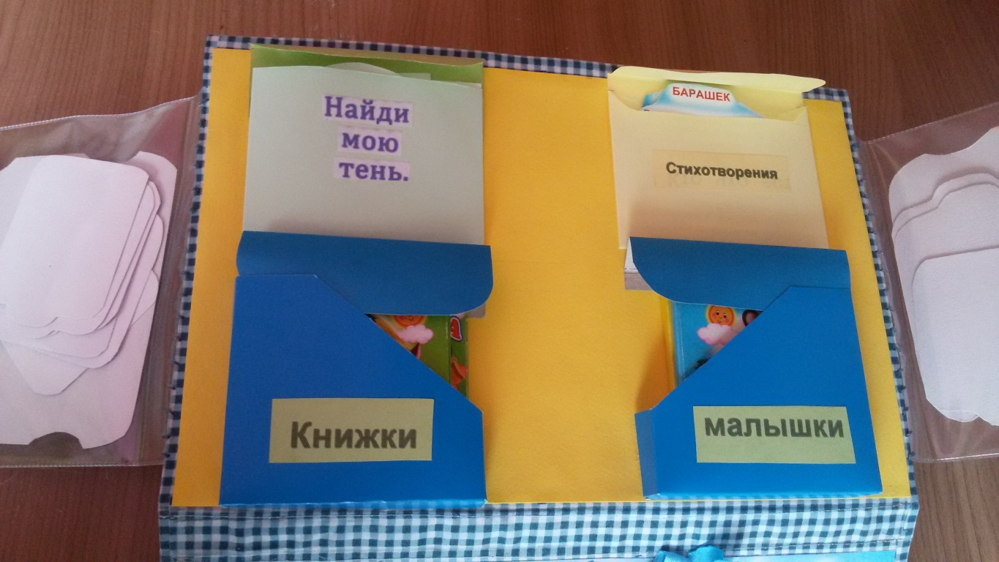 Найди
мою
тень.
БАРАШЕК
Стихотворения
Книжки
малышки